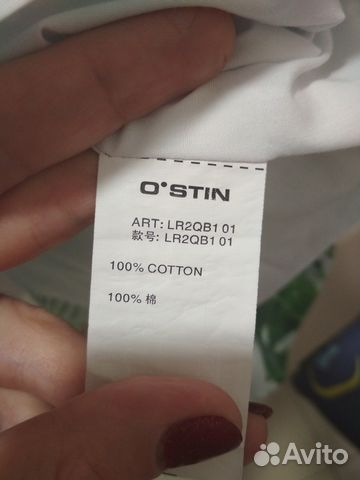 O'STIN
ART: LR2QB1 01
款号: LR2QB1 01
100% COTTON
100% 棉
Avito